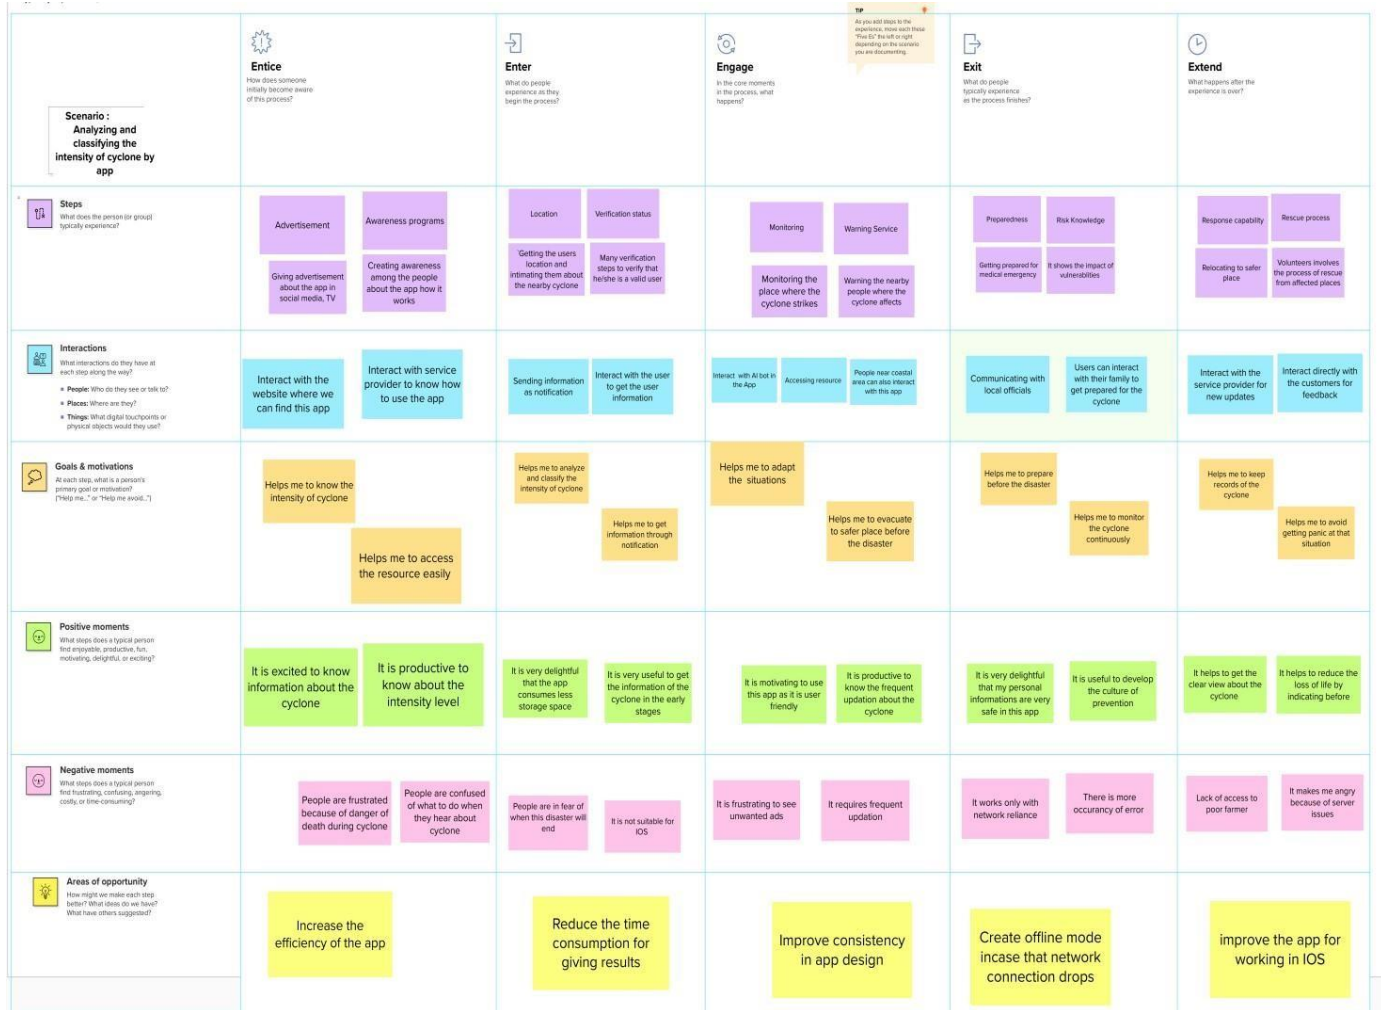 TIP
As you add steps to the
experience, move each these
"Five Es" the left or right
depending on the scenario
you are documenting.
Entice
How does someone
initially become aware
of this process?
Enter
What do people
experience as they
begin the process?
Engage
In the core moments
in the process, what
happens?
Exit
What do people
typically experience
as the process finishes?
Extend
What happens after the
experience is over?
Scenario :
Analyzing and
classifying the
intensity of cyclone by
app
Steps
What does the person (or group)
typically experience?
Advertisement
Awareness programs
Giving advertisement
about the app in
social media, TV
Creating awareness
among the people
about the app how it
works
Location
Verification status
Getting the users
location and
intimating them about
the nearby cyclone
Many verification
steps to verify that
he/she is a valid user
Monitoring
Warning Service
Monitoring the
place where the
cyclone strikes
Warning the nearby
people where the
cyclone affects
Preparedness
Risk Knowledge
Getting prepared for
medical emergency
It shows the impact of
vulnerablities
Response capability
Rescue process
Relocating to safer
place
Volunteers involves
the process of rescue
from affected places
Interactions
What interactions do they have at
each step along the way?
People: Who do they see or talk to?
Places: Where are they?
Things: What digital touchpoints or
physical objects would they use?
Interact with the
website where we
can find this app
Interact with service
provider to know how
to use the app
Sending information
as notification
Interact with the user
to get the user
information
Interact with AI bot in
the App
Accessing resource
People near coastal
area can also interact
with this app
Communicating with
local officials
Users can interact
with their family to
get prepared for the
cyclone
Interact with the
service provider for
new updates
Interact directly with
the customers for
feedback
Goals & motivations
At each step, what is a person's
primary goal or motivation?
("Help me..." or "Help me avoid...")
Helps me to know the
intensity of cyclone
Helps me to access
the resource easily
Helps me to analyze
and classify the
intensity of cyclone
Helps me to get
information through
notification
Helps me to adapt
the situations
Helps me to evacuate
to safer place before
the disaster
Helps me to prepare
before the disaster
Helps me to monitor
the cyclone
continuously
Helps me to keep
records of the
cyclone
Helps me to avoid
getting panic at that
situation
Positive moments
What steps does a typical person
find enjoyable, productive, fun,
motivating, delightful, or exciting?
It is excited to know
information about the
cyclone
It is productive to
know about the
intensity level
It is very delightful
that the app
consumes less
storage space
It is very useful to get
the information of the
cyclone in the early
stages
It is motivating to use
this app as it is user
friendly
It is productive to
know the frequent
updation about the
cyclone
It is very delightful
that my personal
informations are very
safe in this app
It is useful to develop
the culture of
prevention
It helps to get the
clear view about the
cyclone
It helps to reduce the
loss of life by
indicating before
Negative moments
What steps does a typical person
find frustrating, confusing, angering,
costly, or time-consuming?
People are frustrated
because of danger of
death during cyclone
People are confused
of what to do when
they hear about
cyclone
People are in fear of
when this disaster will
end
It is not suitable for
IOS
It is frustrating to see
unwanted ads
It requires frequent
updation
It works only with
network reliance
There is more
occurancy of error
Lack of access to
poor farmer
It makes me angry
because of server
issues
Areas of opportunity
How might we make each step
better? What ideas do we have?
What have others suggested?
Increase the
efficiency of the app
Reduce the time
consumption for
giving results
Improve consistency
in app design
Create offline mode
incase that network
connection drops
improve the app for
working in IOS